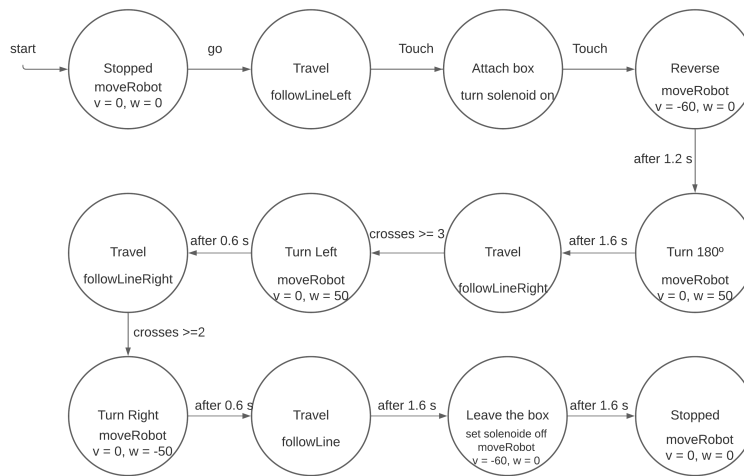 start
Stopped
moveRobot
v = 0, w = 0
go
Travel
followLineLeft
Touch
Attach box
turn solenoid on
Touch
Reverse
moveRobot
v = -60, w = 0
after 1.2 s
Turn 180º
moveRobot
v = 0, w = 50
after 1.6 s
Travel
followLineRight
crosses >= 3
Turn Left
moveRobot
v = 0, w = 50
after 0.6 s
Travel
followLineRight
crosses >=2
Turn Right
moveRobot
v = 0, w = -50
after 0.6 s
Travel
followLine
after 1.6 s
Leave the box
set solenoide off
moveRobot
v = -60, w = 0
after 1.6 s
Stopped
moveRobot
v = 0, w = 0